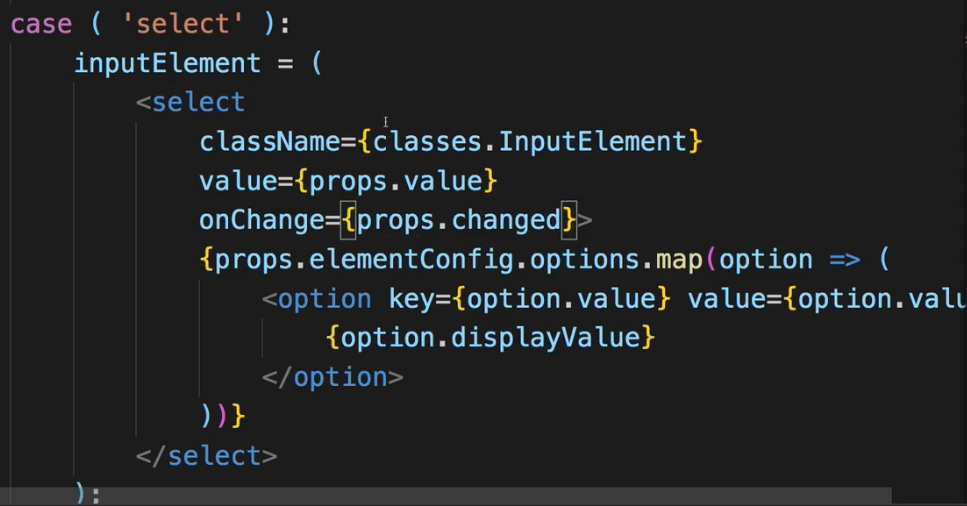 case ( 'select' ):
inputElement = (
<select
className={classes.InputElement}
value={props.value}
onChange={props.changed}>
{props.elementConfig.options.map(option => (
<option key={option.value} value={option.valu
{option.displayValue}
</option>
))}
</select>
);